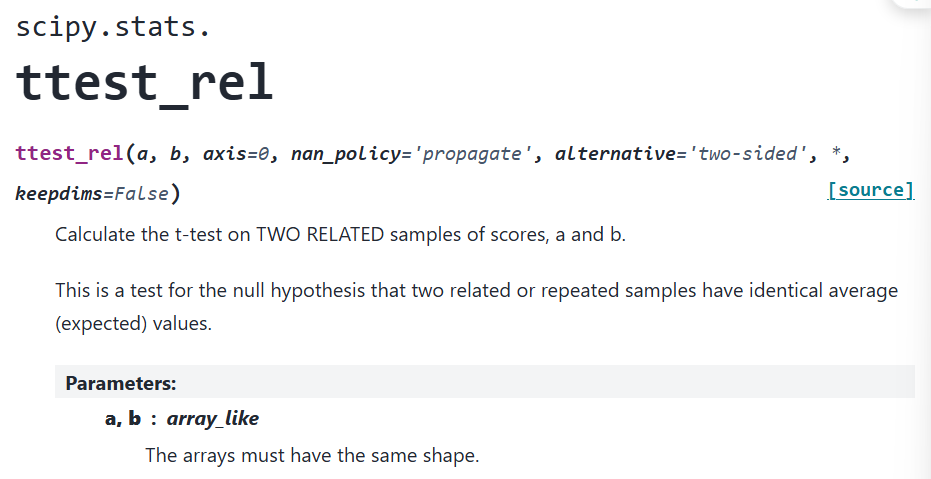 scipy.stats.
ttest_rel
ttest_rel(a, b, axis=0, nan_policy='propagate', alternative='two-sided', *,
keepdims=False)
[source]
Calculate the t-test on TWO RELATED samples of scores, a and b.
This is a test for the null hypothesis that two related or repeated samples have identical average
(expected) values.
Parameters:
a, b : array_like
The arrays must have the same shape.